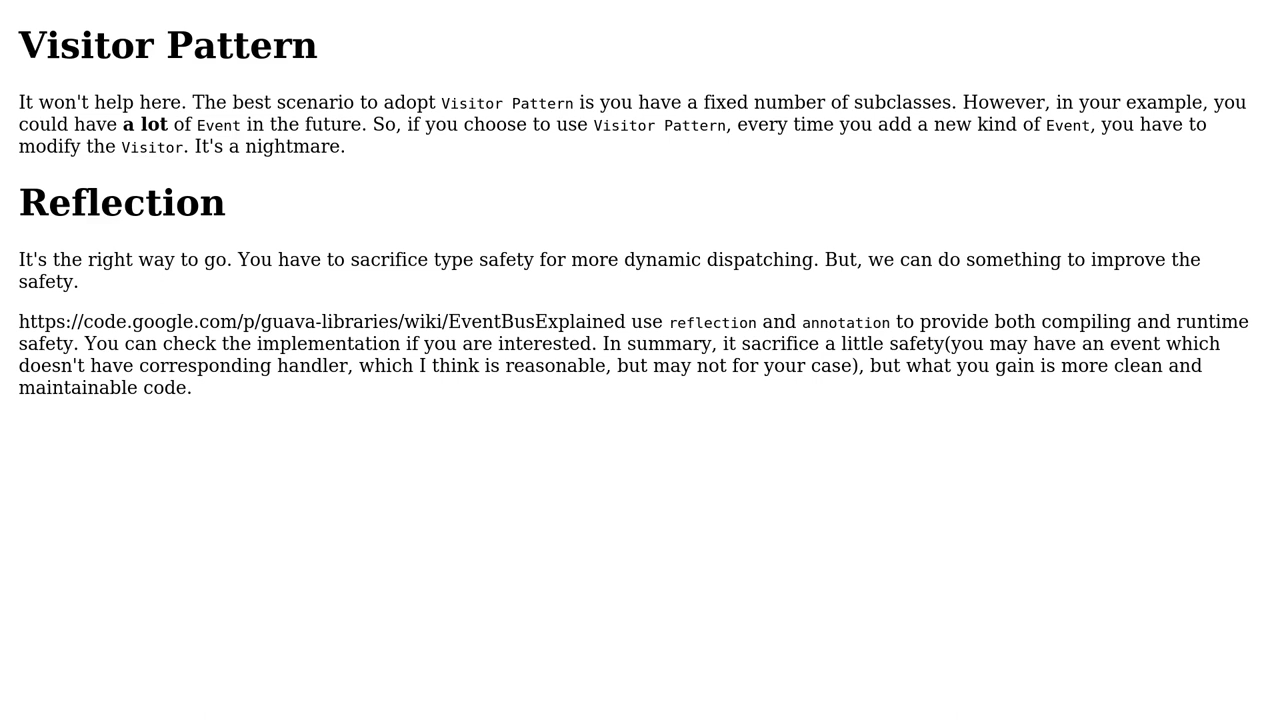 Visitor Pattern
It won't help here. The best scenario to adopt Visitor Pattern is you have a fixed number of subclasses. However, in your example, you
could have a lot of Event in the future. So, if you choose to use Visitor Pattern, every time you add a new kind of Event, you have to
modify the Visitor. It's a nightmare.
Reflection
It's the right way to go. You have to sacrifice type safety for more dynamic dispatching. But, we can do something to improve the
safety.
https://code.google.com/p/guava-libraries/wiki/EventBusExplained use reflection and annotation to provide both compiling and runtime
safety. You can check the implementation if you are interested. In summary, it sacrifice a little safety(you may have an event which
doesn't have corresponding handler, which I think is reasonable, but may not for your case), but what you gain is more clean and
maintainable code.